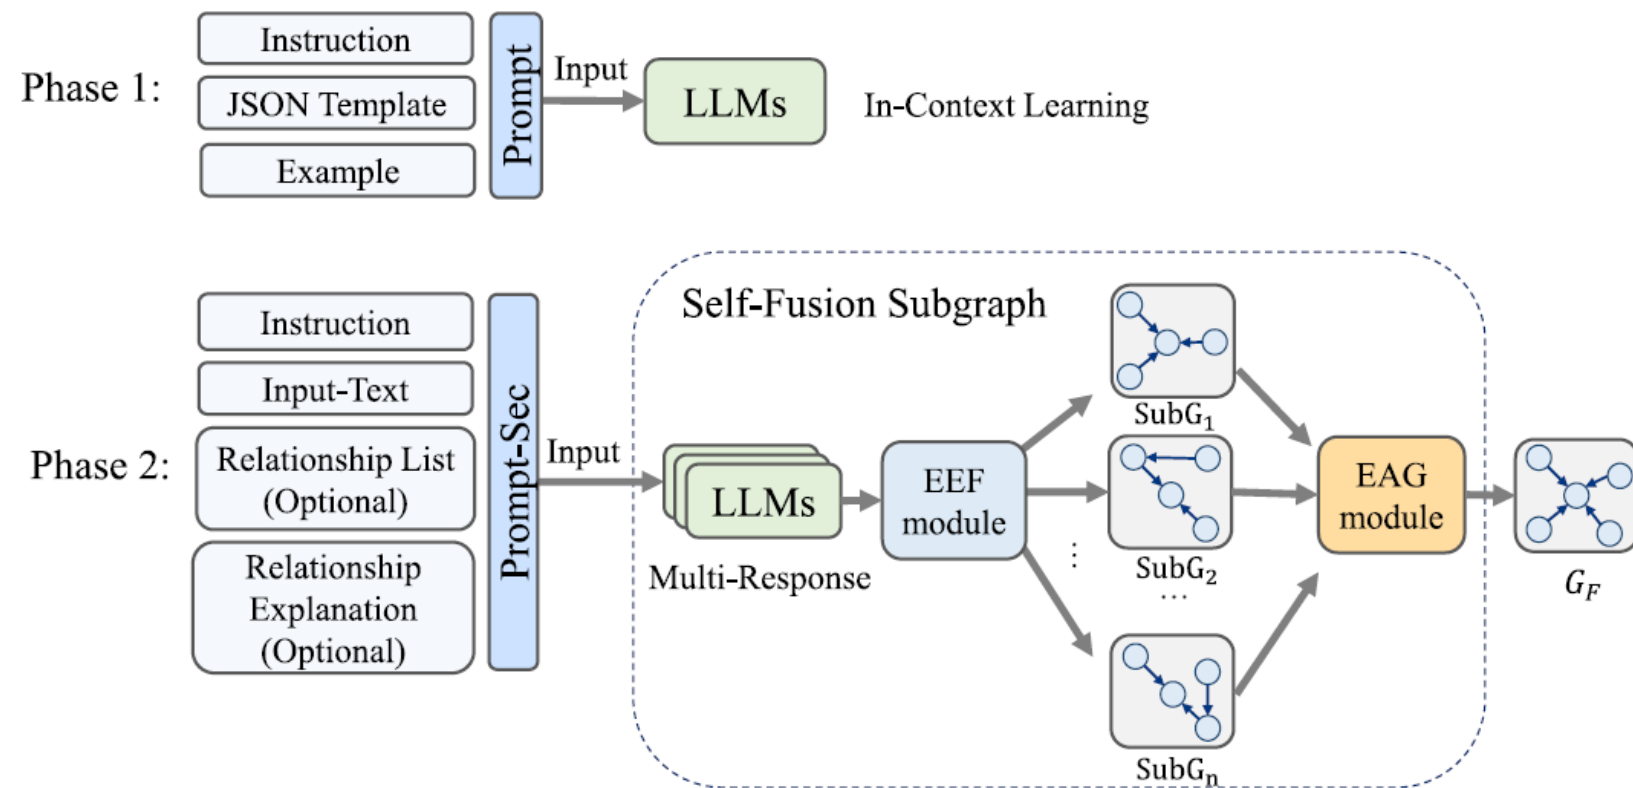 Phase 1:
Instruction
JSON Template
Example
Prompt
Input
LLMs
In-Context Learning
Phase 2:
Instruction
Input-Text
Relationship List
(Optional)
Relationship
Explanation
(Optional)
Prompt-Sec
Input
Self-Fusion Subgraph
LLMs
Multi-Response
EEF
module
⋮
SubG₁
SubG₂
...
SubGₙ
EAG
module
G_F